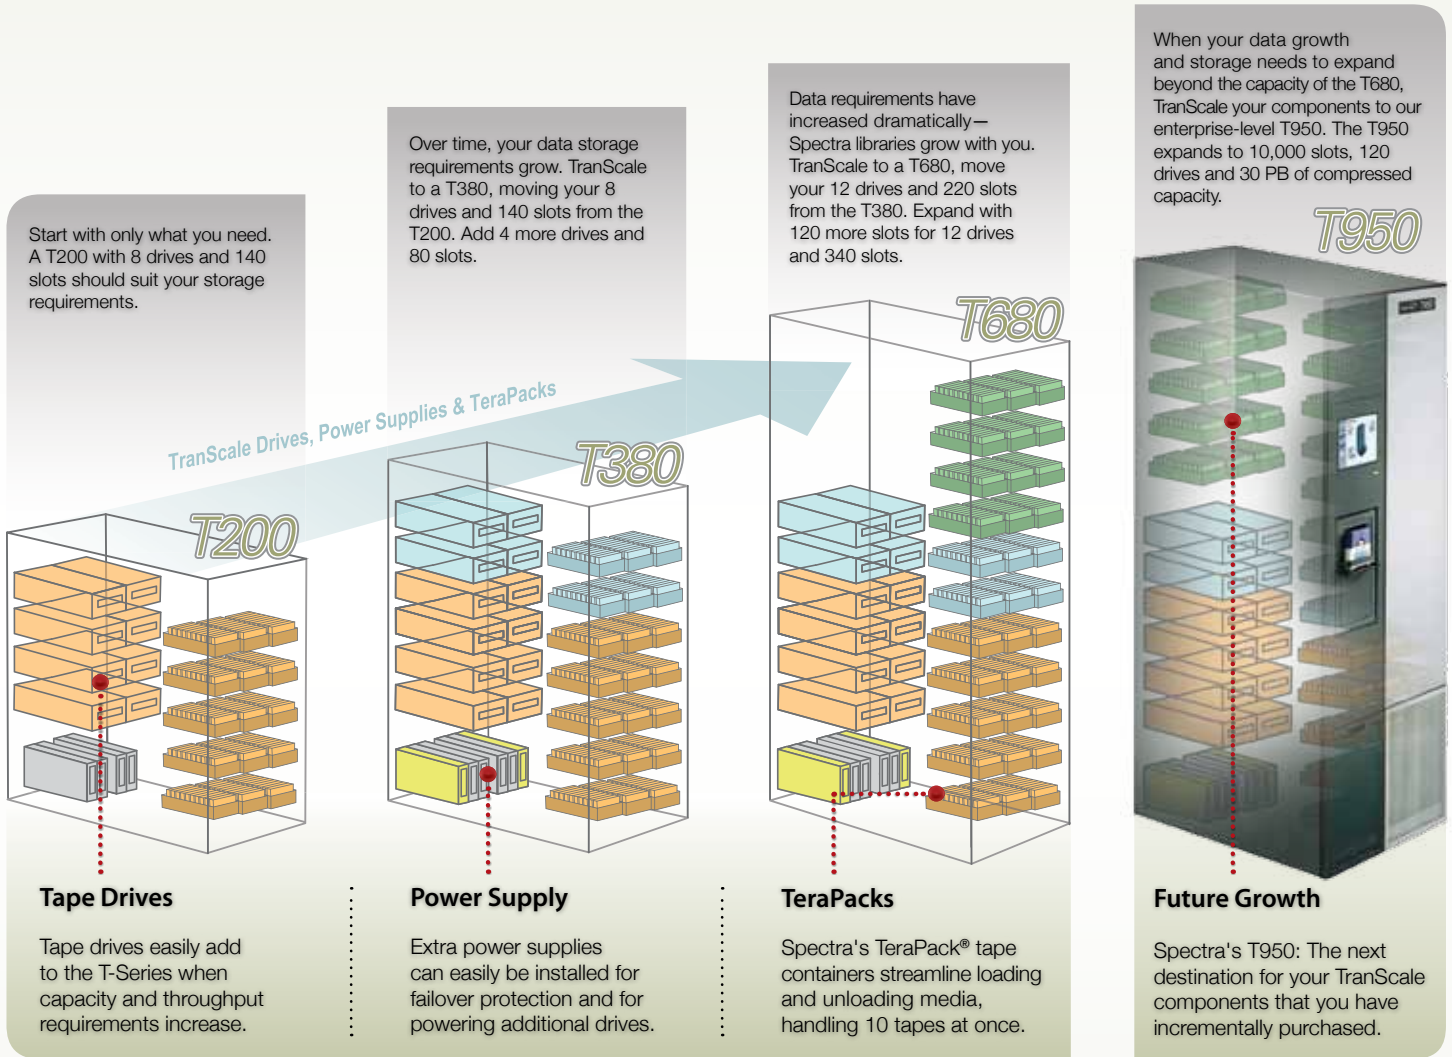 Start with only what you need.
A T200 with 8 drives and 140
slots should suit your storage
requirements.
Over time, your data storage
requirements grow. TranScale
to a T380, moving your 8
drives and 140 slots from the
T200. Add 4 more drives and
80 slots.
Data requirements have
increased dramatically—
Spectra libraries grow with you.
TranScale to a T680, move
your 12 drives and 220 slots
from the T380. Expand with
120 more slots for 12 drives
and 340 slots.
When your data growth
and storage needs to expand
beyond the capacity of the T680,
TranScale your components to our
enterprise-level T950. The T950
expands to 10,000 slots, 120
drives and 30 PB of compressed
capacity.
T200
T380
T680
T950
TranScale Drives, Power Supplies & TeraPacks
Tape Drives
Tape drives easily add
to the T-Series when
capacity and throughput
requirements increase.
Power Supply
Extra power supplies
can easily be installed for
failover protection and for
powering additional drives.
TeraPacks
Spectra's TeraPack® tape
containers streamline loading
and unloading media,
handling 10 tapes at once.
Future Growth
Spectra's T950: The next
destination for your TranScale
components that you have
incrementally purchased.